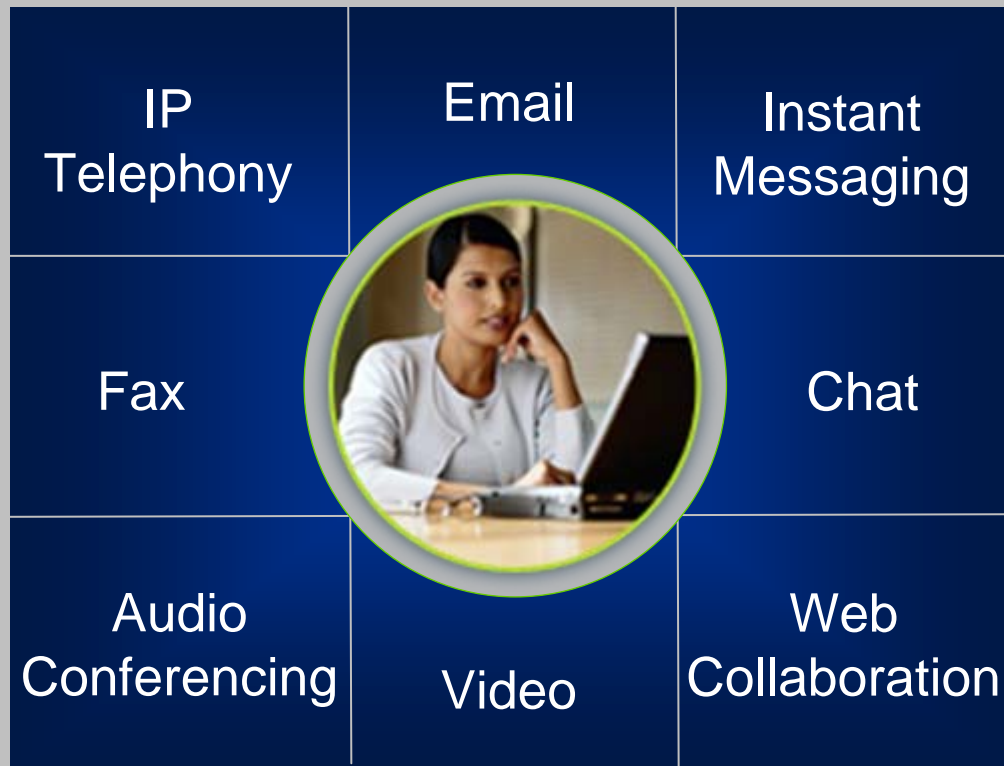 IP
Telephony
Email
Instant
Messaging
Fax
Chat
Audio
Conferencing
Video
Web
Collaboration